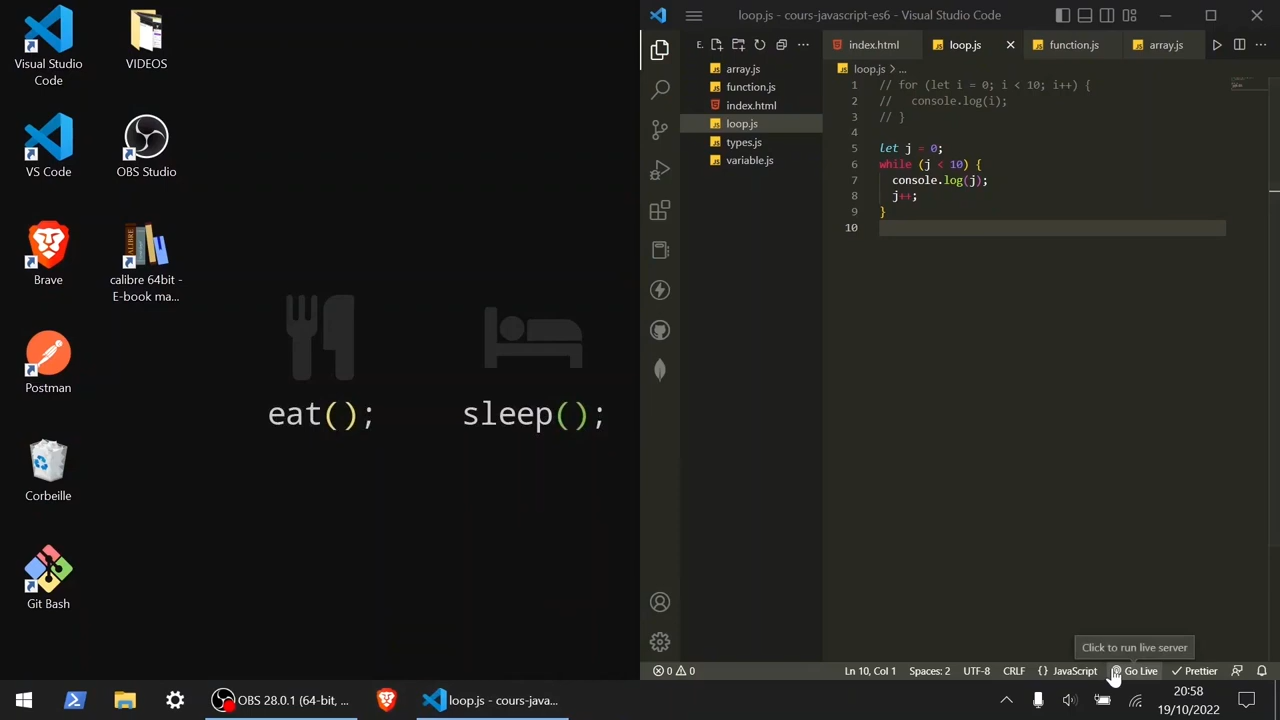 Visual Studio
Code
VIDEOS
VS Code
OBS Studio
Brave
calibre 64bit -
E-book ma...
Postman
Corbeille
Git Bash
eat();
sleep();
loop.js - cours-javascript-es6 - Visual Studio Code
E.
index.html
loop.js
function.js
array.js
array.js
function.js
index.html
loop.js
types.js
variable.js
loop.js > ...
1 // for (let i = 0; i < 10; i++) {
2 //   console.log(i);
3 // }
4
5 let j = 0;
6 while (j < 10) {
7   console.log(j);
8   j++;
9 }
10
Click to run live server
0 0
Ln 10, Col 1
Spaces: 2
UTF-8
CRLF
{} JavaScript
Go Live
Prettier
OBS 28.0.1 (64-bit, ...
loop.js - cours-java...
20:58
19/10/2022